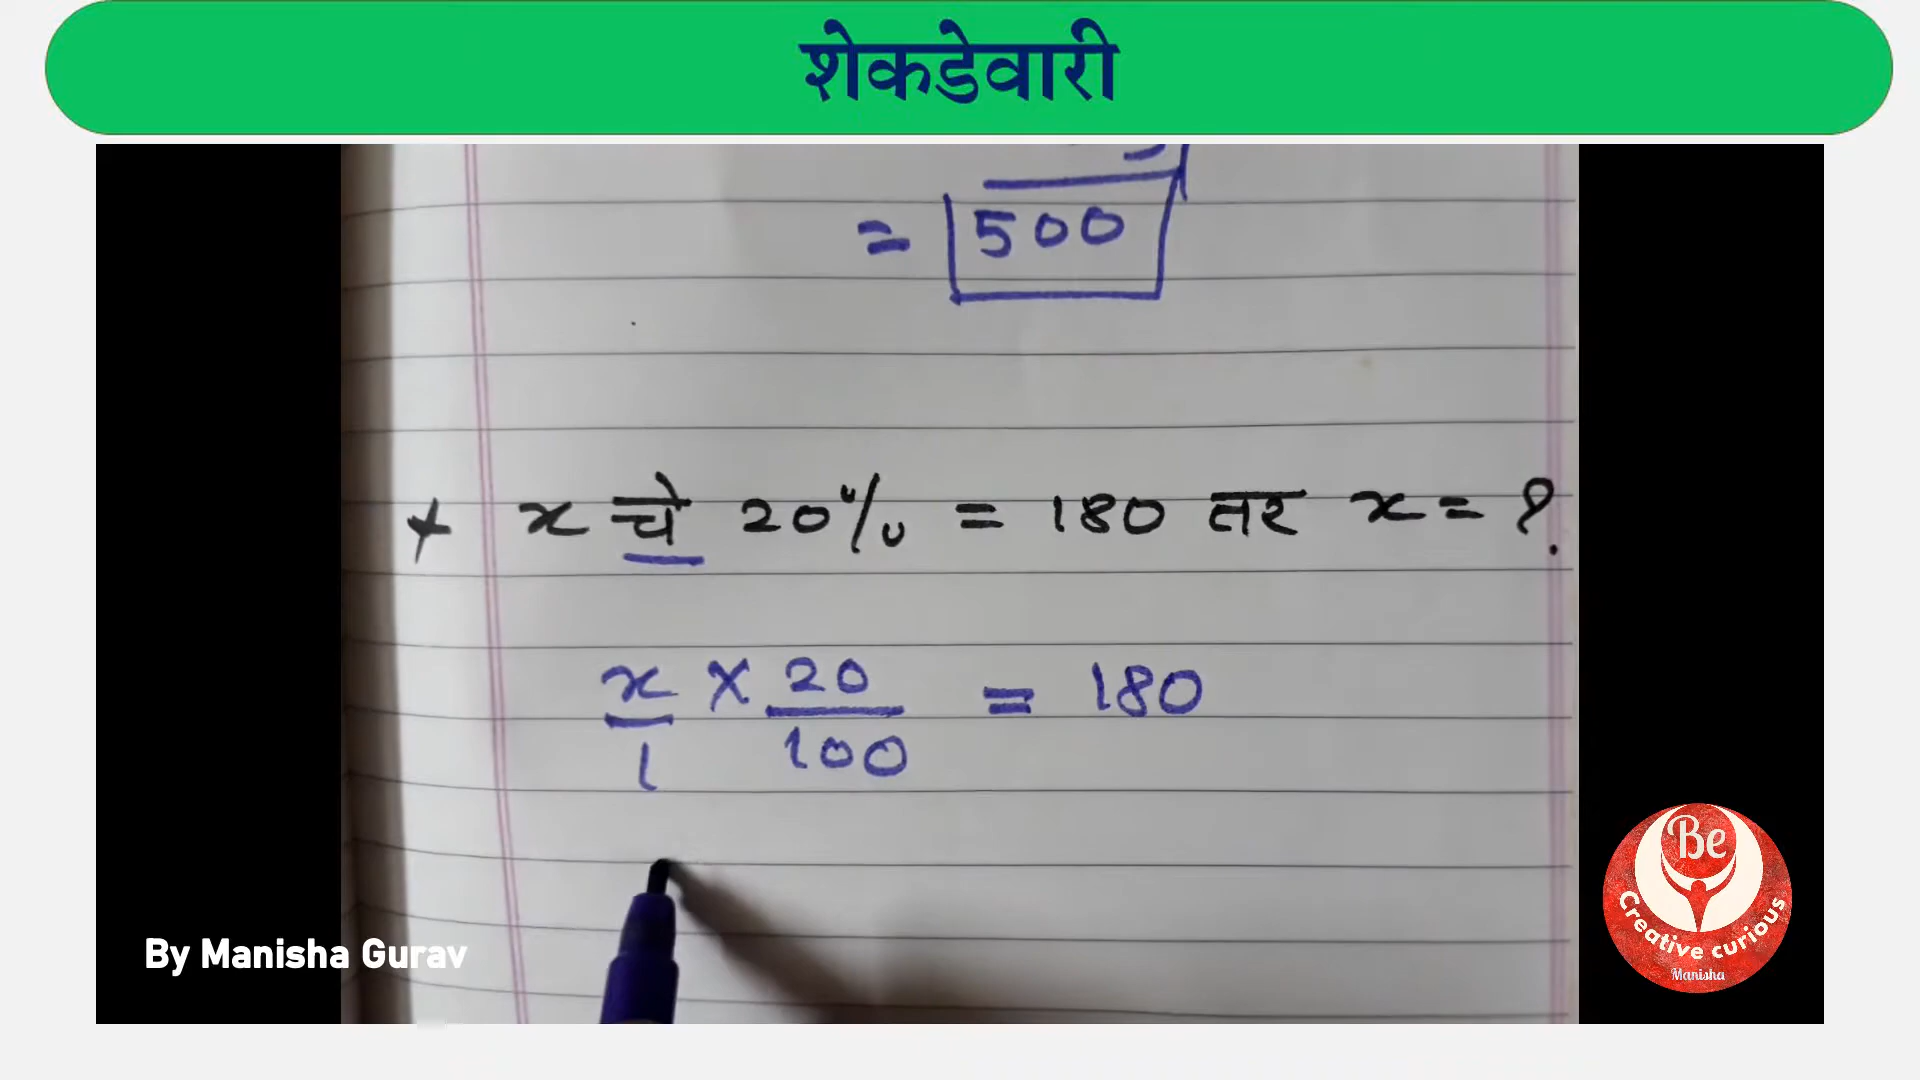 शेकडेवारी
= 500
+ x चे 20% = 180 तर x = ?
x/1 × 20/100 = 180
By Manisha Gurav
Be
Creative curious
Manisha